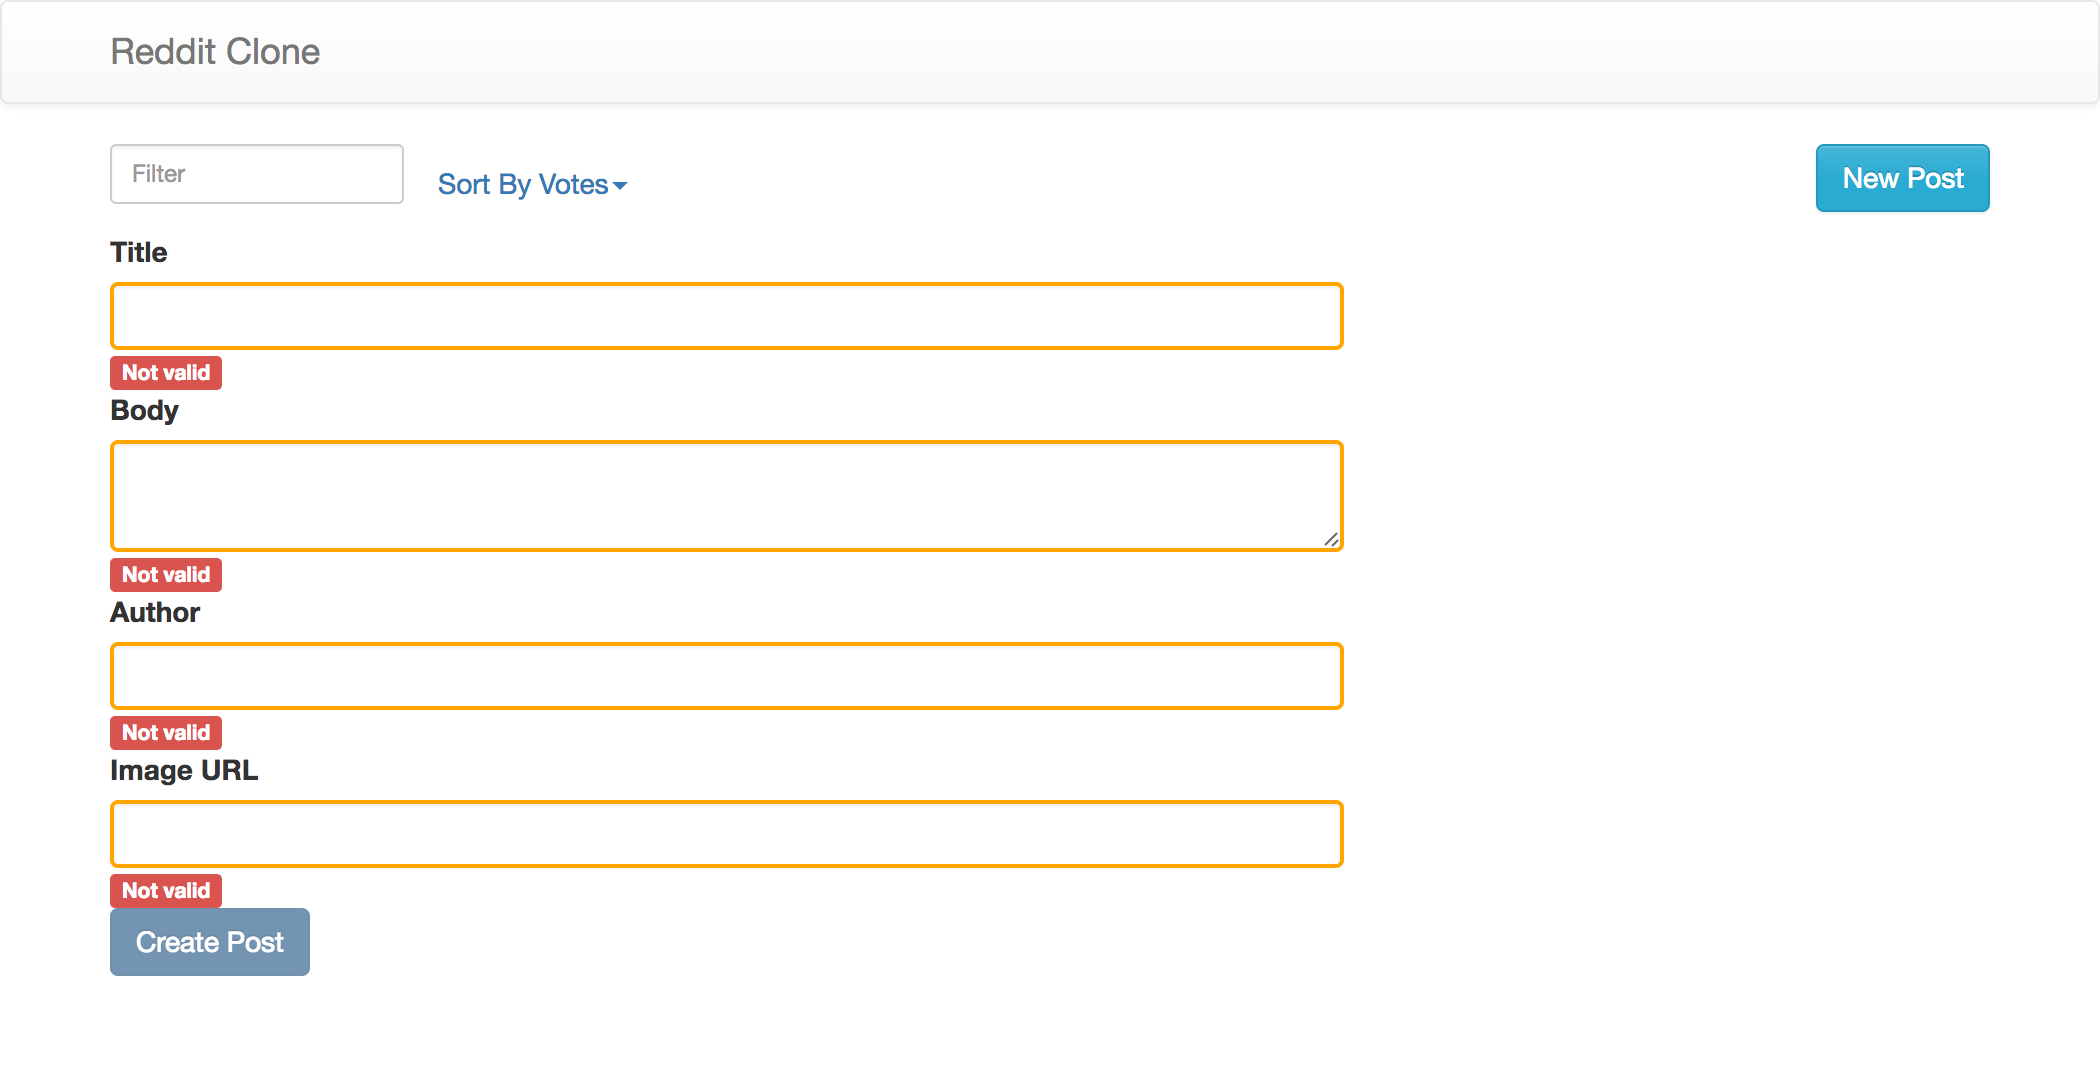 Reddit Clone
Filter
Sort By Votes
New Post
Title
Not valid
Body
Not valid
Author
Not valid
Image URL
Not valid
Create Post